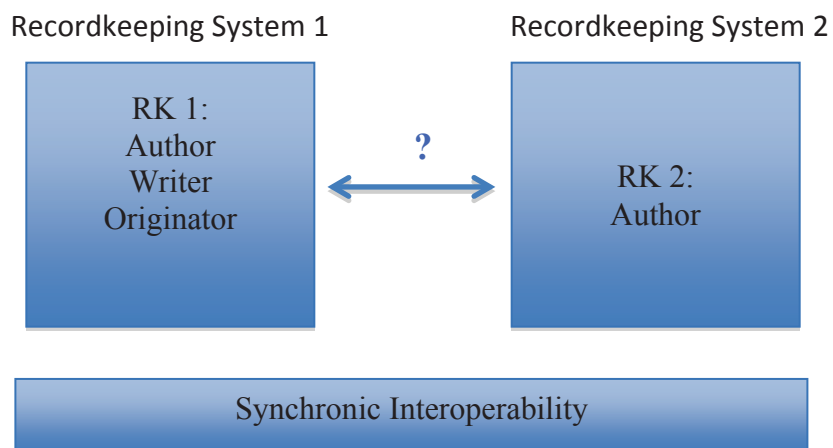 Recordkeeping System 1
Recordkeeping System 2
RK 1:
Author
Writer
Originator
?
RK 2:
Author
Synchronic Interoperability